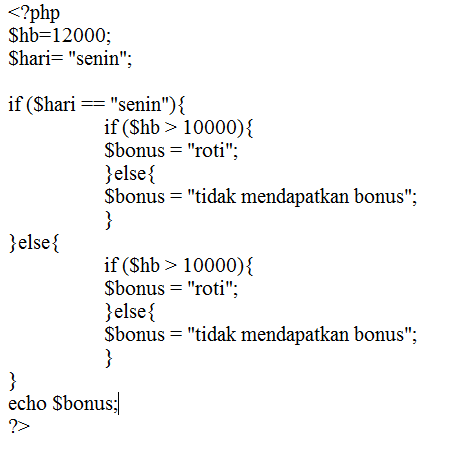 <?php
$hb=12000;
$hari= "senin";
if ($hari == "senin"){
if ($hb > 10000){
$bonus = "roti";
}else{
$bonus = "tidak mendapatkan bonus";
}
}else{
if ($hb > 10000){
$bonus = "roti";
}else{
$bonus = "tidak mendapatkan bonus";
}
}
echo $bonus;
?>